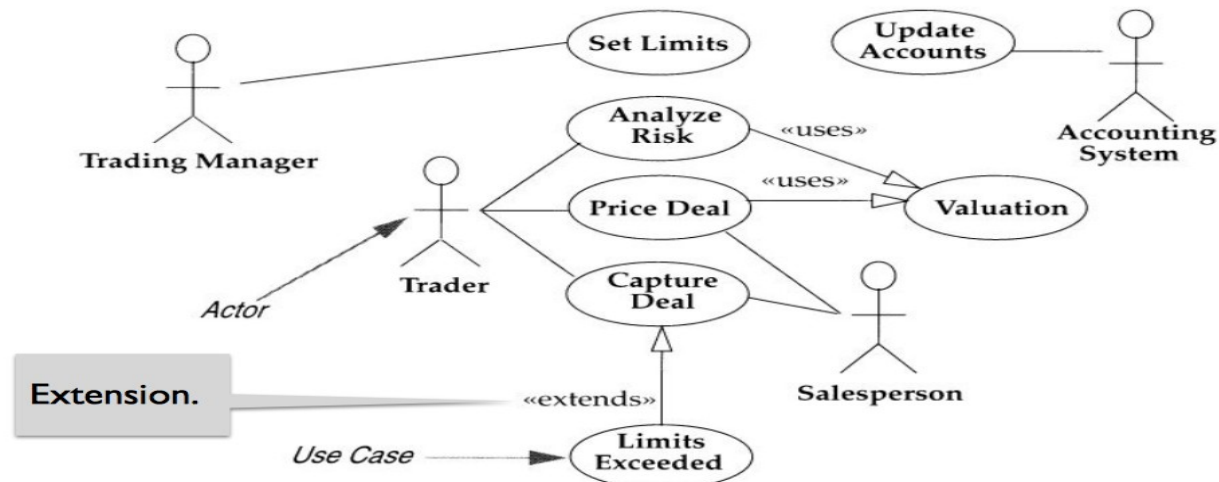 Set Limits
Update
Accounts
Trading Manager
Analyze
Risk
«uses»
Accounting
System
«uses»
Price Deal
Valuation
Trader
Capture
Deal
Actor
Salesperson
Extension.
«extends»
Use Case
Limits
Exceeded